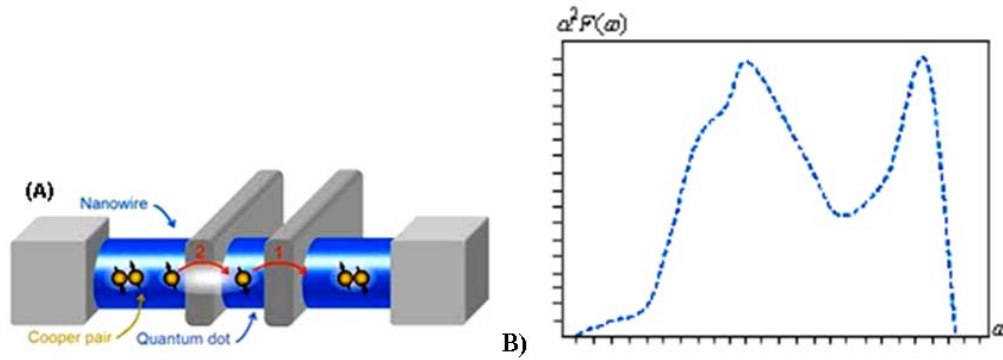 (A)
Nanowire
2
1
Cooper pair
Quantum dot
B)
α²F(ω)
ω